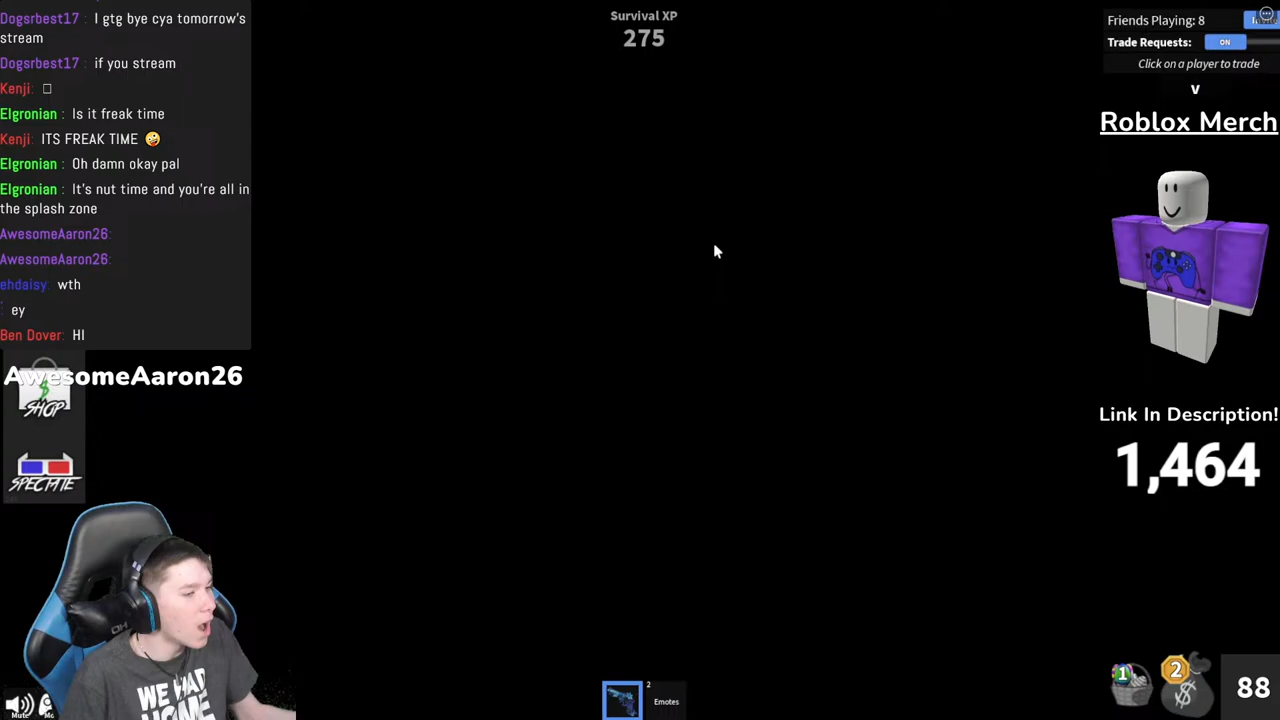 Dogsrbest17 : I gtg bye cya tomorrow's
stream
Dogsrbest17 : if you stream
Kenji:
Elgronian : Is it freak time
Kenji: ITS FREAK TIME 🤪
Elgronian : Oh damn okay pal
Elgronian : It's nut time and you're all in
the splash zone
AwesomeAaron26:
AwesomeAaron26:
ehdaisy: wth
: ey
Ben Dover: HI
AwesomeAaron26
SHOP
SPECTATE
Mute
WE HAD
HOME
Survival XP
275
2
Emotes
Friends Playing: 8
Trade Requests: ON
Click on a player to trade
v
Roblox Merch
Link In Description!
1,464
1
2
88